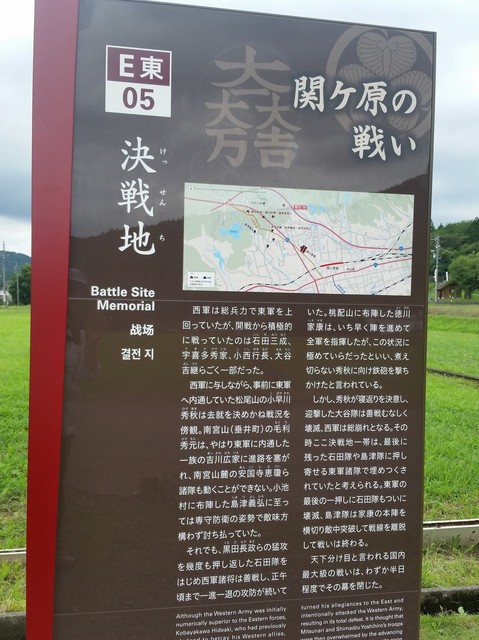 E東
05
関ケ原の
戦い
大一大万大吉
決戦地
けっせんち
Battle Site
Memorial
战场
결전 지
西軍は総兵力で東軍を上
回っていたが、開戦から積極的
に戦っていたのは石田三成、
宇喜多秀家、小西行長、大谷
吉継らごく一部だった。
西軍に与しながら、事前に東軍
へ内通していた松尾山の小早川
秀秋は去就を決めかね戦況を
傍観。南宮山(垂井町)の毛利
秀元は、やはり東軍に内通した
一族の吉川広家に進路を塞が
れ、南宮山麓の安国寺恵瓊ら
諸隊も動くことができない。小池
村に布陣した島津義弘に至っ
ては専守防衛の姿勢で敵味方
構わず討ち払っていた。
それでも、黒田長政らの猛攻
を幾度も押し返した石田隊を
はじめ西軍諸将は善戦し、正午
頃まで一進一退の攻防が続いて
いた。桃配山に布陣した徳川
家康は、いち早く陣を進めて
全軍を指揮したが、この状況に
極めていらだったといい、煮え
切らない秀秋に向け鉄砲を撃ち
かけたと言われている。
しかし、秀秋が寝返りを決意し、
迎撃した大谷隊は善戦むなしく
壊滅、西軍は総崩れとなる。その
時ここ決戦地一帯は、最後に
残った石田隊や島津隊に押し
寄せる東軍諸隊で埋めつくさ
れていたと考えられる。東軍の
最後の一押しに石田隊もついに
壊滅、島津隊は家康の本陣を
横切り敵中突破して戦線を離脱
して戦いは終わる。
天下分け目と言われる国内
最大級の戦いは、わずか半日
程度でその幕を閉じた。
Although the Western Army was initially
numerically superior to the Eastern forces,
Kobayakawa Hideaki, who had previously
to betray his Western allies,
turned his allegiances to the East and
intentionally attacked the Western Army,
resulting in its total defeat. It is thought that
Mitsunari and Shimadzu Yoshihiro's troops
were then overwhelmed by the advancing